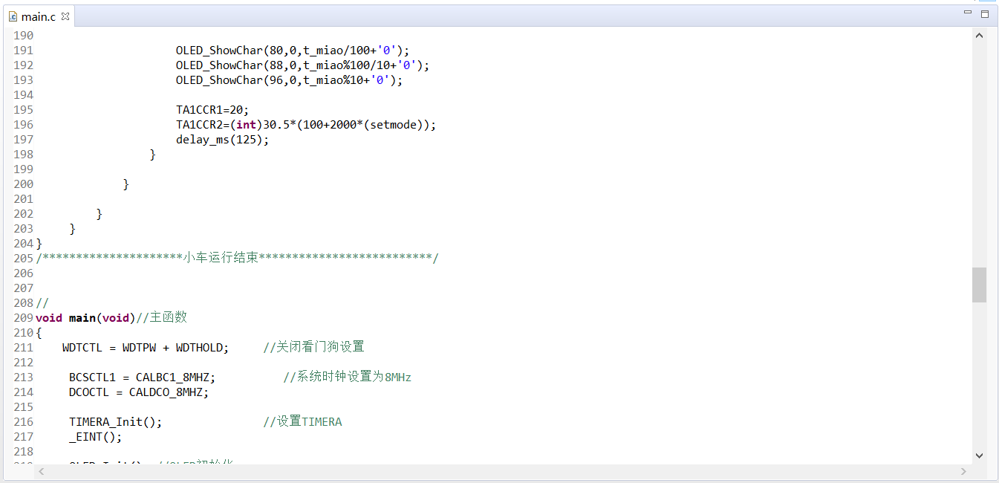 main.c
190
191 OLED_ShowChar(80,0,t_miao/100+'0');
192 OLED_ShowChar(88,0,t_miao%100/10+'0');
193 OLED_ShowChar(96,0,t_miao%10+'0');
194
195 TA1CCR1=20;
196 TA1CCR2=(int)30.5*(100+2000*(setmode));
197 delay_ms(125);
198 }
199
200 }
201
202 }
203 }
204 }
205 /*********************小车运行结束**************************/
206
207
208 //
209 void main(void)//主函数
210 {
211 WDTCTL = WDTPW + WDTHOLD; //关闭看门狗设置
212
213 BCSCTL1 = CALBC1_8MHZ; //系统时钟设置为8MHz
214 DCOCTL = CALDCO_8MHZ;
215
216 TIMERA_Init(); //设置TIMERA
217 _EINT();
218